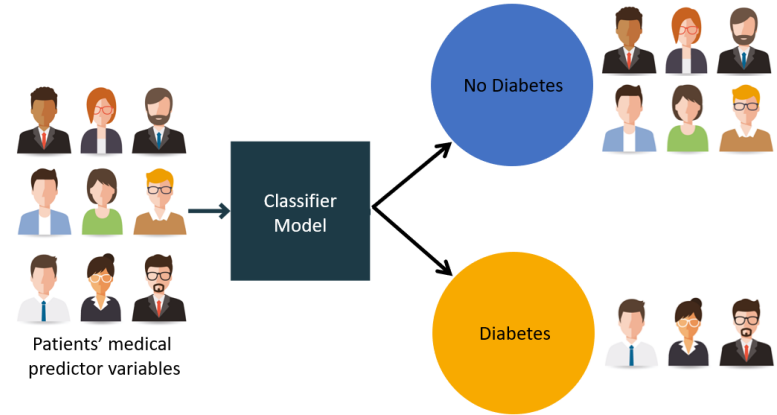 No Diabetes
Classifier
Model
Diabetes
Patients’ medical
predictor variables